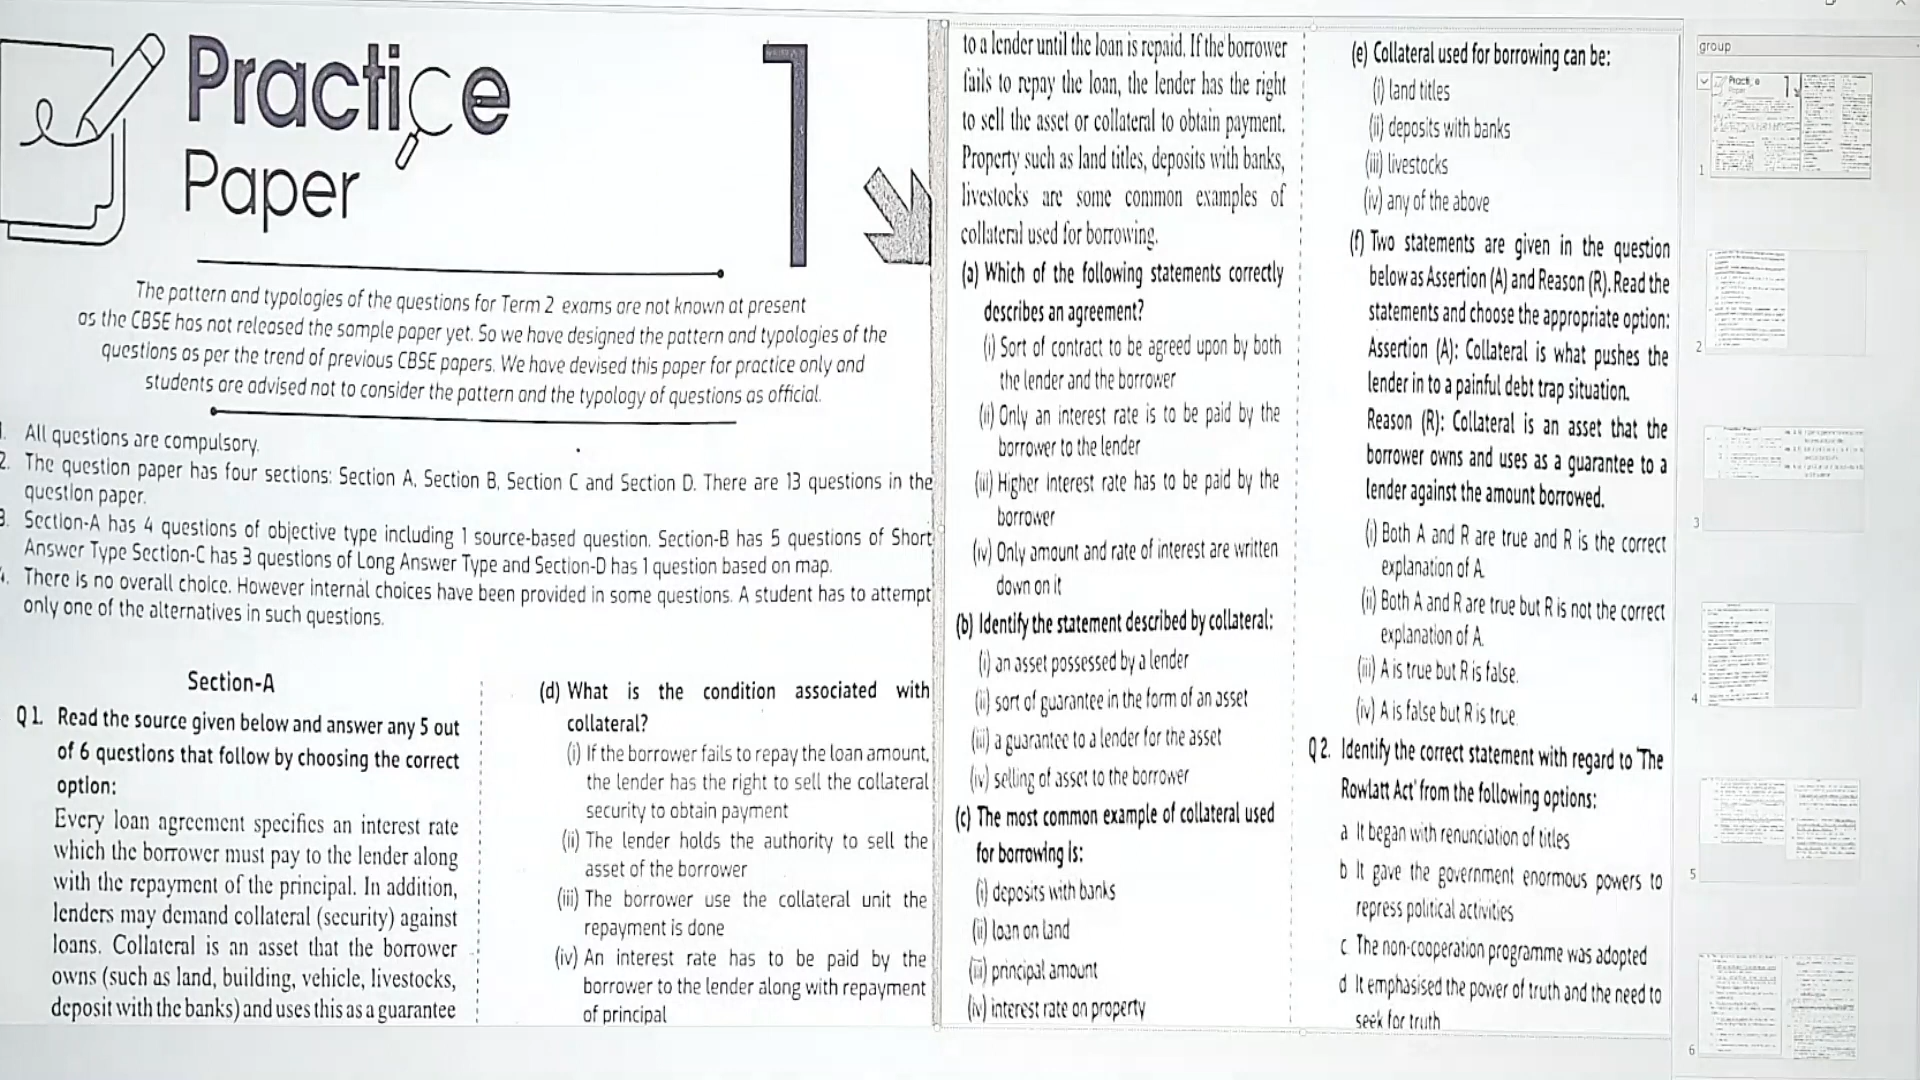 Practice
Paper
1
The pattern and typologies of the questions for Term 2 exams are not known at present
as the CBSE has not released the sample paper yet. So we have designed the pattern and typologies of the
questions as per the trend of previous CBSE papers. We have devised this paper for practice only and
students are advised not to consider the pattern and the typology of questions as official.
1. All questions are compulsory.
2. The question paper has four sections: Section A, Section B, Section C and Section D. There are 13 questions in the
question paper.
3. Section-A has 4 questions of objective type including 1 source-based question. Section-B has 5 questions of Short
Answer Type Section-C has 3 questions of Long Answer Type and Section-D has 1 question based on map.
4. There is no overall choice. However internal choices have been provided in some questions. A student has to attempt
only one of the alternatives in such questions.
Section-A
Q 1. Read the source given below and answer any 5 out
of 6 questions that follow by choosing the correct
option:
Every loan agreement specifies an interest rate
which the borrower must pay to the lender along
with the repayment of the principal. In addition,
lenders may demand collateral (security) against
loans. Collateral is an asset that the borrower
owns (such as land, building, vehicle, livestocks,
deposit with the banks) and uses this as a guarantee
(d) What is the condition associated with
collateral?
(i) If the borrower fails to repay the loan amount,
the lender has the right to sell the collateral
security to obtain payment
(ii) The lender holds the authority to sell the
asset of the borrower
(iii) The borrower use the collateral unit the
repayment is done
(iv) An interest rate has to be paid by the
borrower to the lender along with repayment
of principal
to a lender until the loan is repaid. If the borrower
fails to repay the loan, the lender has the right
to sell the asset or collateral to obtain payment.
Property such as land titles, deposits with banks,
livestocks are some common examples of
collateral used for borrowing.
(a) Which of the following statements correctly
describes an agreement?
(i) Sort of contract to be agreed upon by both
the lender and the borrower
(ii) Only an interest rate is to be paid by the
borrower to the lender
(iii) Higher interest rate has to be paid by the
borrower
(iv) Only amount and rate of interest are written
down on it
(b) Identify the statement described by collateral:
(i) an asset possessed by a lender
(ii) sort of guarantee in the form of an asset
(iii) a guarantee to a lender for the asset
(iv) selling of asset to the borrower
(c) The most common example of collateral used
for borrowing is:
(i) deposits with banks
(ii) loan on land
(iii) principal amount
(iv) interest rate on property
(e) Collateral used for borrowing can be:
(i) land titles
(ii) deposits with banks
(iii) livestocks
(iv) any of the above
(f) Two statements are given in the question
below as Assertion (A) and Reason (R). Read the
statements and choose the appropriate option:
Assertion (A): Collateral is what pushes the
lender in to a painful debt trap situation.
Reason (R): Collateral is an asset that the
borrower owns and uses as a guarantee to a
lender against the amount borrowed.
(i) Both A and R are true and R is the correct
explanation of A.
(ii) Both A and R are true but R is not the correct
explanation of A.
(iii) A is true but R is false.
(iv) A is false but R is true.
Q 2. Identify the correct statement with regard to 'The
Rowlatt Act' from the following options:
a It began with renunciation of titles
b It gave the government enormous powers to
repress political activities
c The non-cooperation programme was adopted
d It emphasised the power of truth and the need to
seek for truth
group
1
2
3
4
5
6